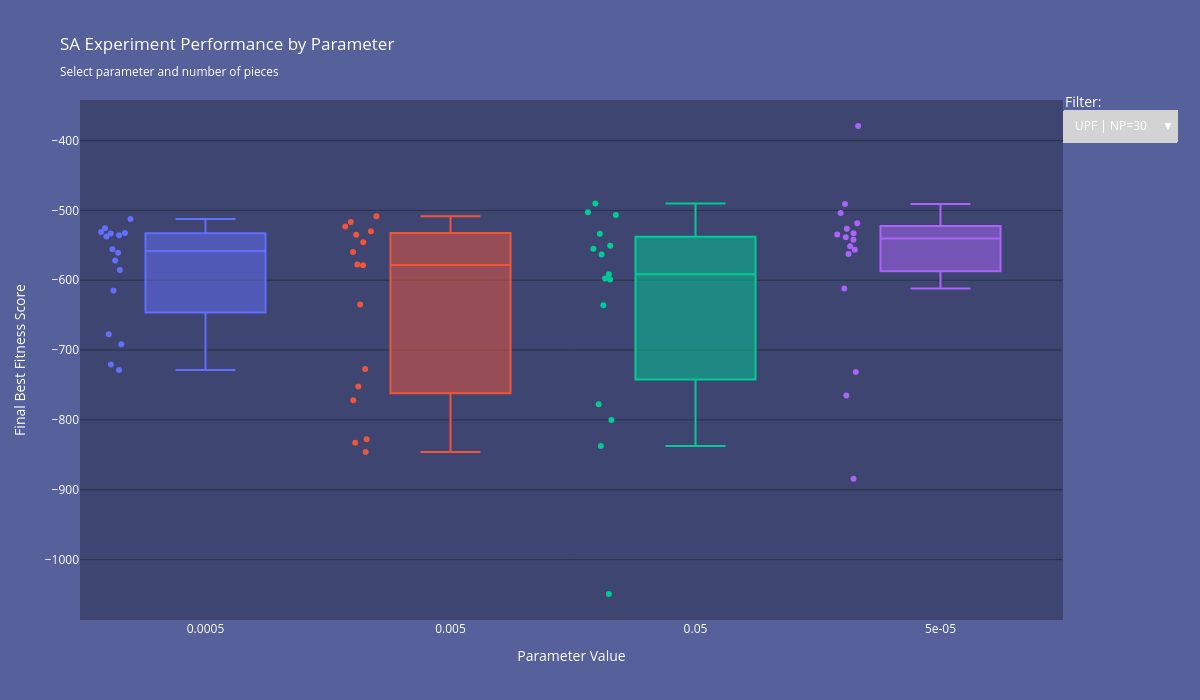 SA Experiment Performance by Parameter
Select parameter and number of pieces
Filter:
UPF | NP=30 ▼
−400
−500
−600
−700
−800
−900
−1000
Final Best Fitness Score
0.0005 0.005 0.05 5e-05
Parameter Value